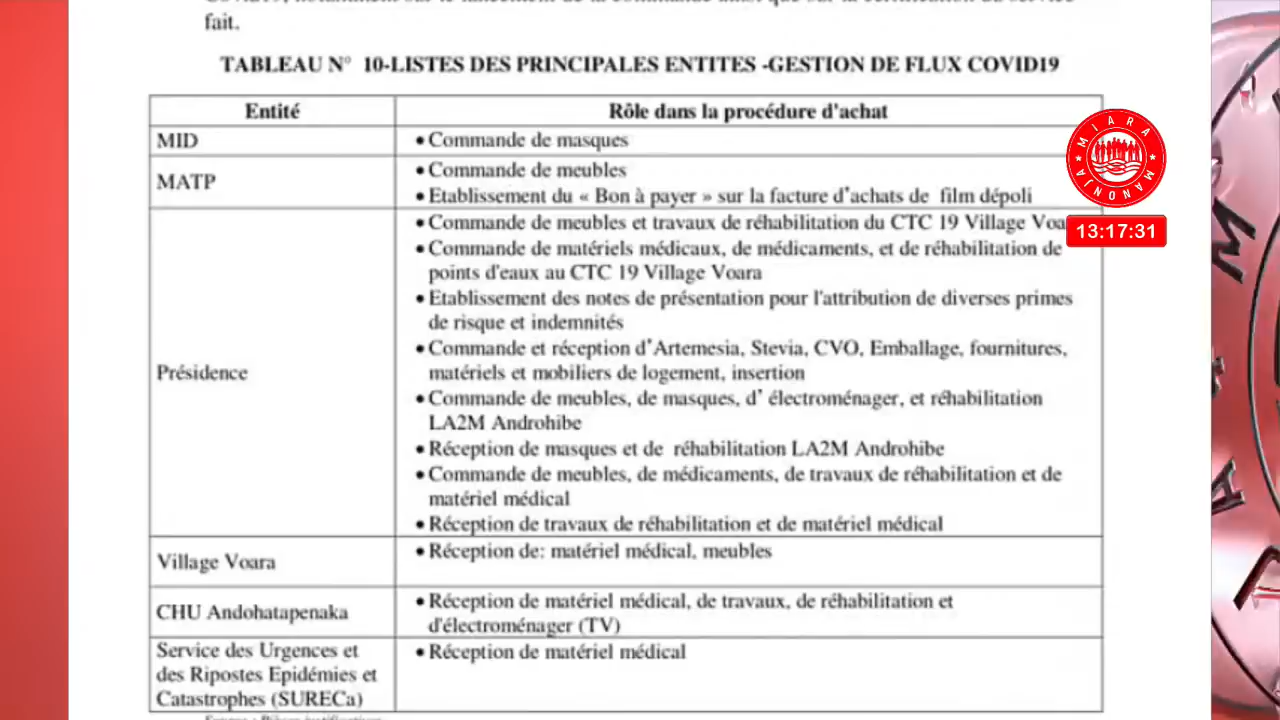 fait.
TABLEAU N° 10-LISTES DES PRINCIPALES ENTITES -GESTION DE FLUX COVID19
Entité
Rôle dans la procédure d'achat
MID
• Commande de masques
MATP
• Commande de meubles
• Etablissement du « Bon à payer » sur la facture d'achats de film dépoli
Présidence
• Commande de meubles et travaux de réhabilitation du CTC 19 Village Voa
• Commande de matériels médicaux, de médicaments, et de réhabilitation de
points d'eaux au CTC 19 Village Voara
• Etablissement des notes de présentation pour l'attribution de diverses primes
de risque et indemnités
• Commande et réception d'Artemesia, Stevia, CVO, Emballage, fournitures,
matériels et mobiliers de logement, insertion
• Commande de meubles, de masques, d' électroménager, et réhabilitation
LA2M Androhibe
• Réception de masques et de réhabilitation LA2M Androhibe
• Commande de meubles, de médicaments, de travaux de réhabilitation et de
matériel médical
• Réception de travaux de réhabilitation et de matériel médical
Village Voara
• Réception de: matériel médical, meubles
CHU Andohatapenaka
• Réception de matériel médical, de travaux, de réhabilitation et
d'électroménager (TV)
Service des Urgences et
des Ripostes Epidémies et
Catastrophes (SURECa)
• Réception de matériel médical
MIARA
MANONJA
13:17:31